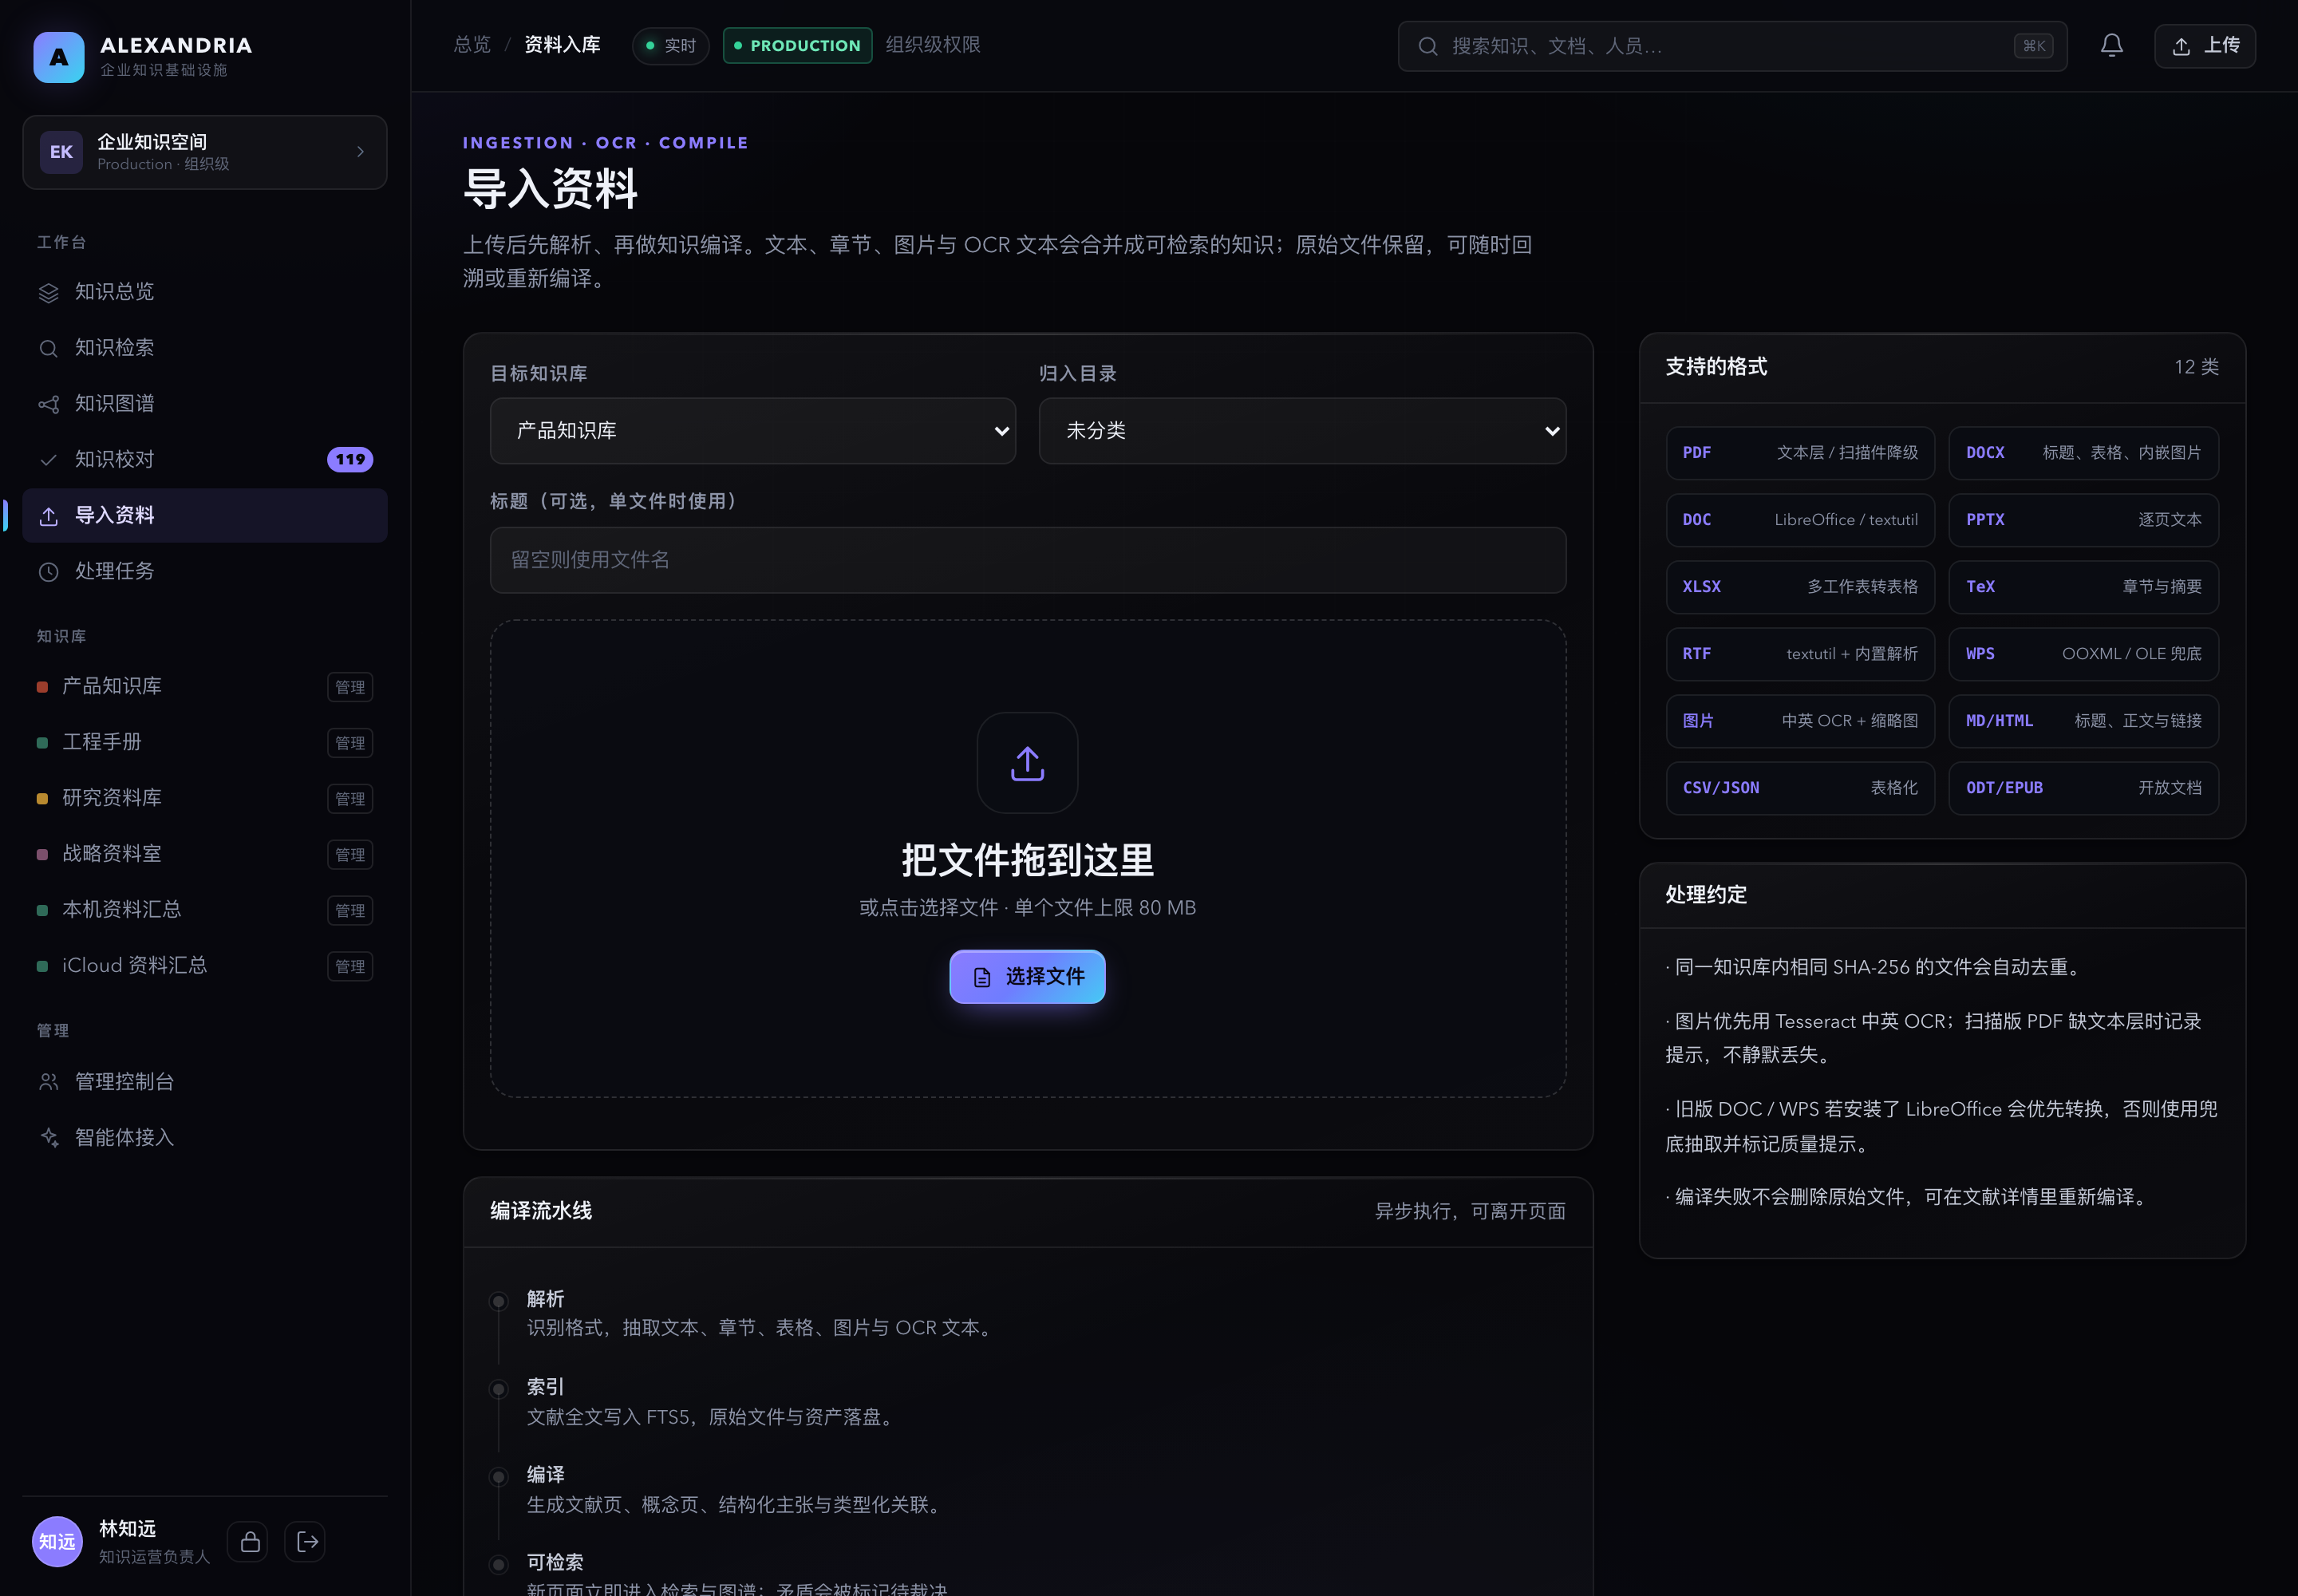 A
ALEXANDRIA
企业知识基础设施
EK
企业知识空间
Production · 组织级
工作台
知识总览
知识检索
知识图谱
知识校对
119
导入资料
处理任务
知识库
产品知识库
管理
工程手册
管理
研究资料库
管理
战略资料室
管理
本机资料汇总
管理
iCloud 资料汇总
管理
管理
管理控制台
智能体接入
知远
林知远
知识运营负责人
总览 / 资料入库
实时
PRODUCTION
组织级权限
搜索知识、文档、人员...
⌘K
上传
INGESTION · OCR · COMPILE
导入资料
上传后先解析、再做知识编译。文本、章节、图片与 OCR 文本会合并成可检索的知识；原始文件保留，可随时回
溯或重新编译。
目标知识库
产品知识库
归入目录
未分类
标题（可选，单文件时使用）
留空则使用文件名
把文件拖到这里
或点击选择文件 · 单个文件上限 80 MB
选择文件
编译流水线
异步执行，可离开页面
解析
识别格式，抽取文本、章节、表格、图片与 OCR 文本。
索引
文献全文写入 FTS5，原始文件与资产落盘。
编译
生成文献页、概念页、结构化主张与类型化关联。
可检索
新页面立即进入检索与图谱；矛盾会被标记待裁决
支持的格式
12 类
PDF
文本层 / 扫描件降级
DOCX
标题、表格、内嵌图片
DOC
LibreOffice / textutil
PPTX
逐页文本
XLSX
多工作表转表格
TeX
章节与摘要
RTF
textutil + 内置解析
WPS
OOXML / OLE 兜底
图片
中英 OCR + 缩略图
MD/HTML
标题、正文与链接
CSV/JSON
表格化
ODT/EPUB
开放文档
处理约定
· 同一知识库内相同 SHA-256 的文件会自动去重。
· 图片优先用 Tesseract 中英 OCR；扫描版 PDF 缺文本层时记录
提示，不静默丢失。
· 旧版 DOC / WPS 若安装了 LibreOffice 会优先转换，否则使用兜
底抽取并标记质量提示。
· 编译失败不会删除原始文件，可在文献详情里重新编译。